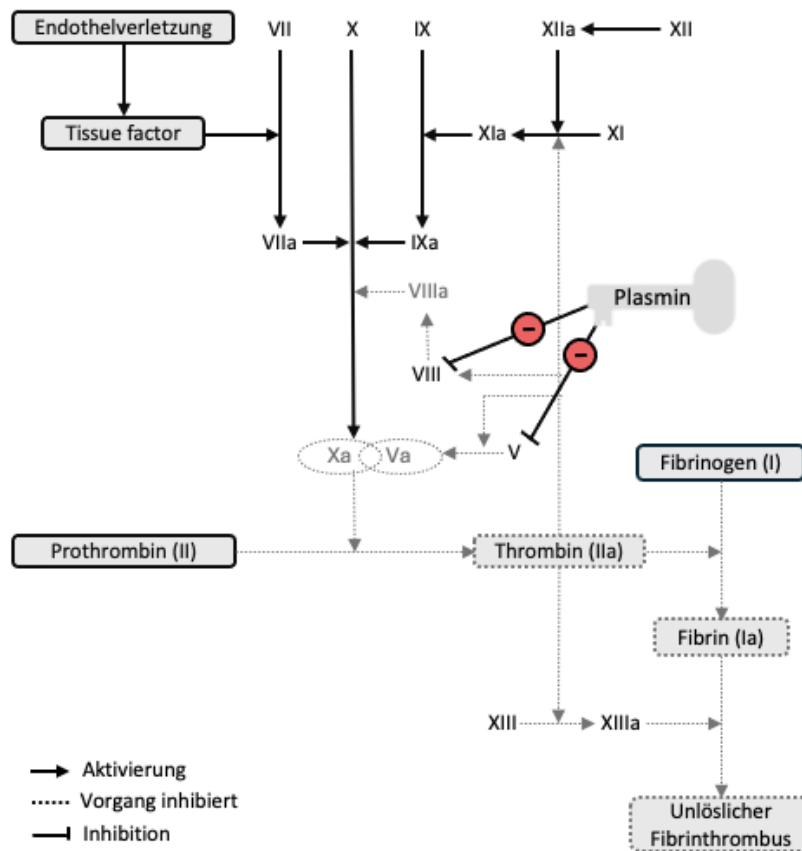 Endothelverletzung
VII
X
IX
XIIa
XII
Tissue factor
XIa
XI
VIIa
IXa
VIIIa
Plasmin
VIII
Xa
Va
V
Fibrinogen (I)
Prothrombin (II)
Thrombin (IIa)
Fibrin (Ia)
XIII
XIIIa
Aktivierung
Vorgang inhibiert
Inhibition
Unlöslicher
Fibrinthrombus